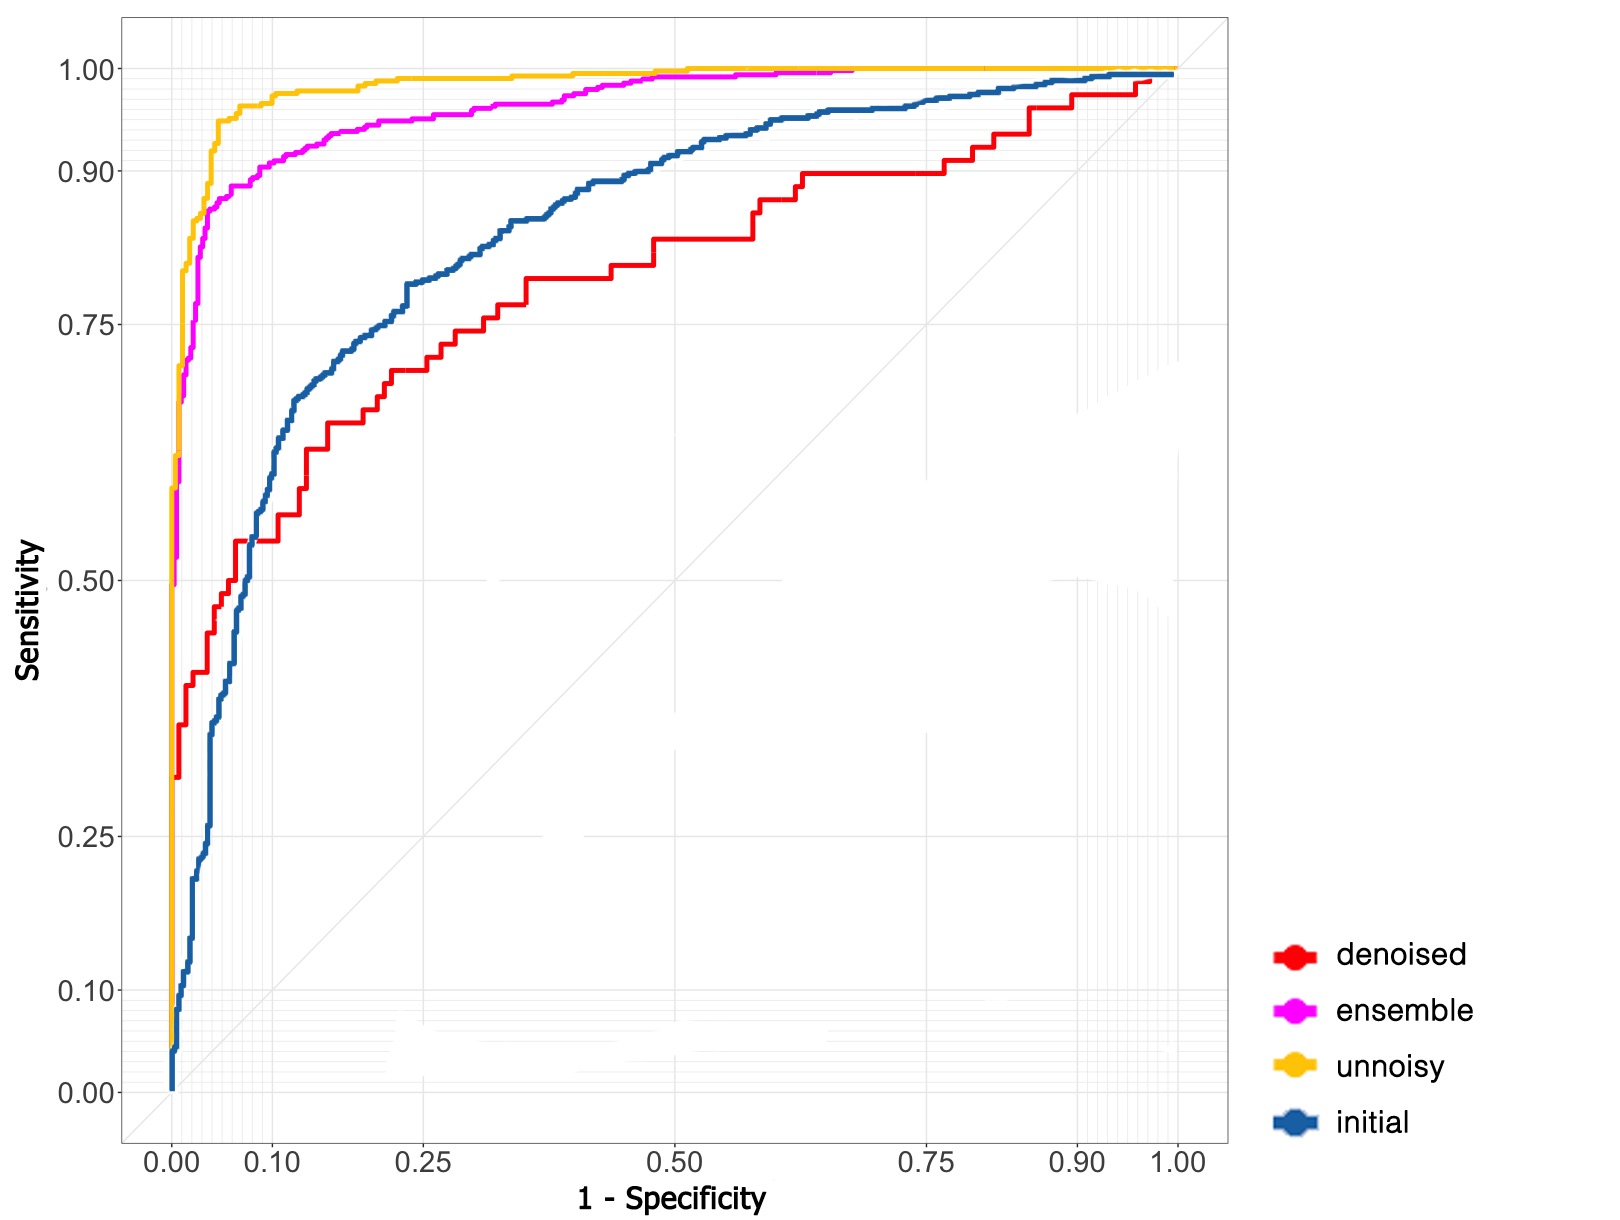 1.00
0.90
0.75
0.50
0.25
0.10
0.00
Sensitivity
0.00 0.10 0.25 0.50 0.75 0.90 1.00
1 - Specificity
denoised
ensemble
unnoisy
initial